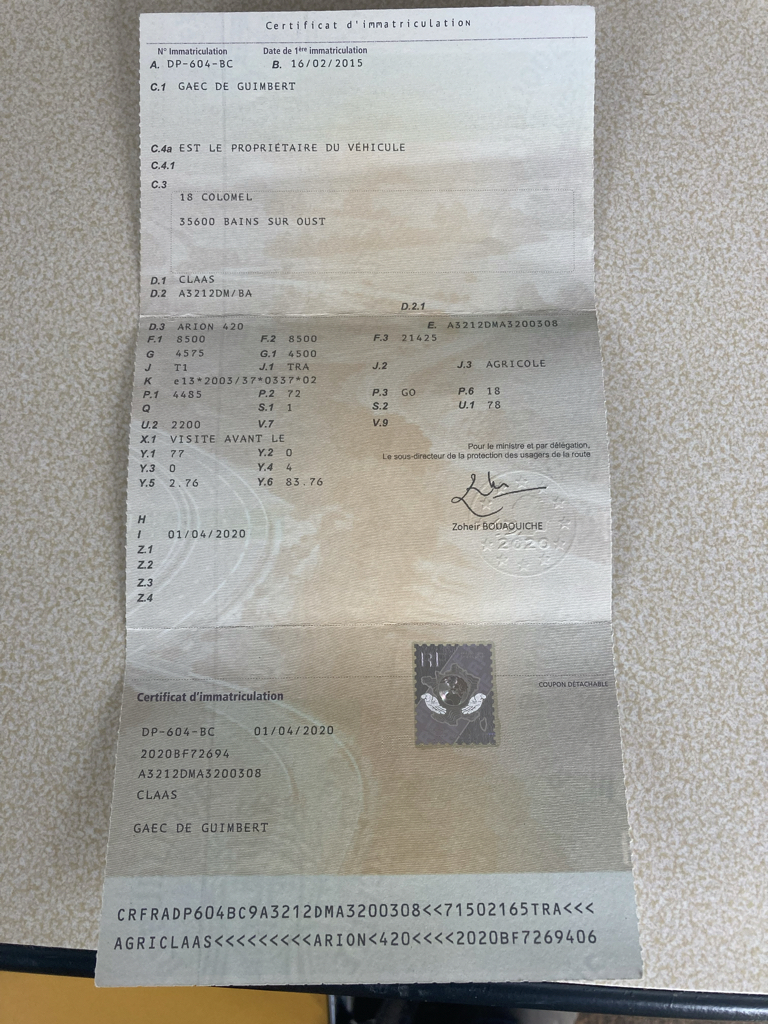 Certificat d'immatriculation
N° Immatriculation Date de 1ère immatriculation
A. DP-604-BC B. 16/02/2015
C.1 GAEC DE GUIMBERT
C.4a EST LE PROPRIÉTAIRE DU VÉHICULE
C.4.1
C.3
18 COLOMEL
35600 BAINS SUR OUST
D.1 CLAAS
D.2 A3212DM/BA
D.2.1
D.3 ARION 420 E. A3212DMA3200308
F.1 8500 F.2 8500 F.3 21425
G 4575 G.1 4500
J T1 J.1 TRA J.2 J.3 AGRICOLE
K e13*2003/37*0337*02
P.1 4485 P.2 72 P.3 GO P.6 18
Q S.1 1 S.2 U.1 78
U.2 2200 V.7 V.9
X.1 VISITE AVANT LE
Y.1 77 Y.2 0
Y.3 0 Y.4 4
Y.5 2.76 Y.6 83.76
Pour le ministre et par délégation,
Le sous-directeur de la protection des usagers de la route
Zoheir BOUAOUICHE
2020
H
I 01/04/2020
Z.1
Z.2
Z.3
Z.4
RF
COUPON DÉTACHABLE
Certificat d'immatriculation
DP-604-BC 01/04/2020
2020BF72694
A3212DMA3200308
CLAAS
GAEC DE GUIMBERT
CRFRADP604BC9A3212DMA3200308<<71502165TRA<<<
AGRICLAAS<<<<<<<<<ARION<420<<<<2020BF7269406